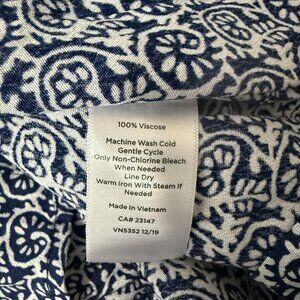 100% Viscose
Machine Wash Cold
Gentle Cycle
Only Non-Chlorine Bleach
When Needed
Line Dry
Warm Iron With Steam If
Needed
Made In Vietnam
CA# 23147
VN5352 12/19